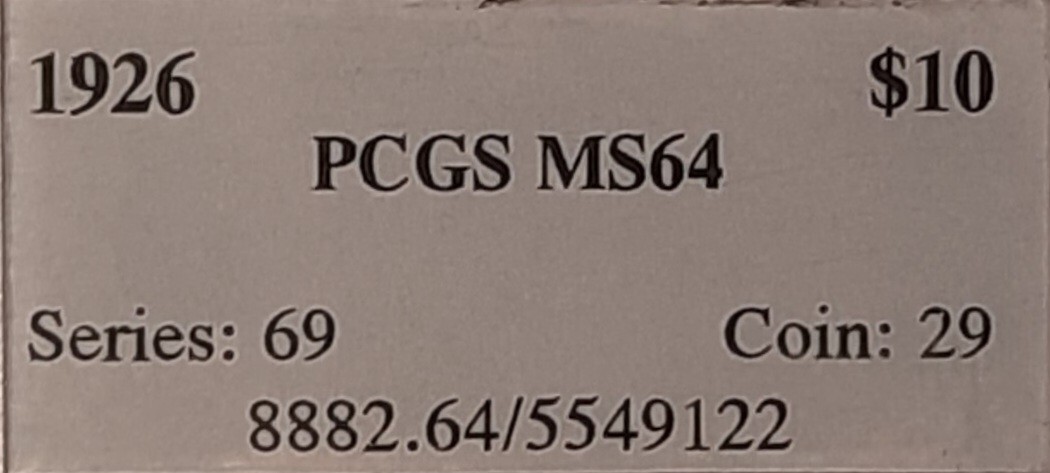 1926 $10
PCGS MS64
Series: 69 Coin: 29
8882.64/5549122